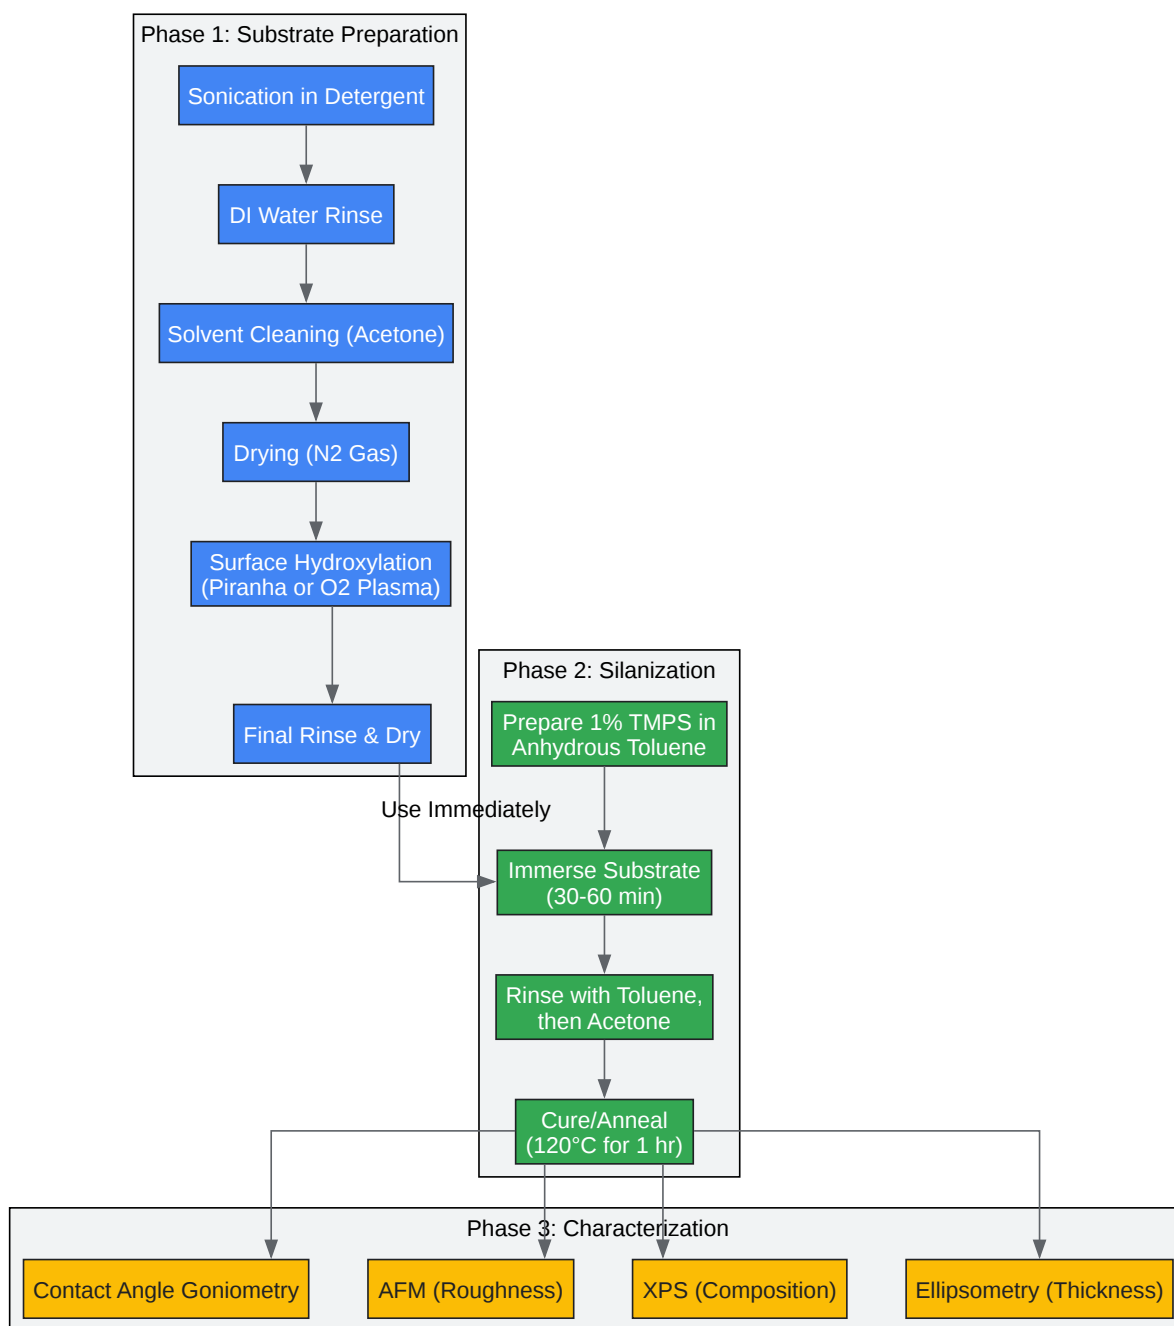 Phase 1: Substrate Preparation
Sonication in Detergent
DI Water Rinse
Solvent Cleaning (Acetone)
Drying (N2 Gas)
Surface Hydroxylation
(Piranha or O2 Plasma)
Final Rinse & Dry
Use Immediately
Phase 2: Silanization
Prepare 1% TMPS in
Anhydrous Toluene
Immerse Substrate
(30-60 min)
Rinse with Toluene,
then Acetone
Cure/Anneal
(120°C for 1 hr)
Phase 3: Characterization
Contact Angle Goniometry
AFM (Roughness)
XPS (Composition)
Ellipsometry (Thickness)